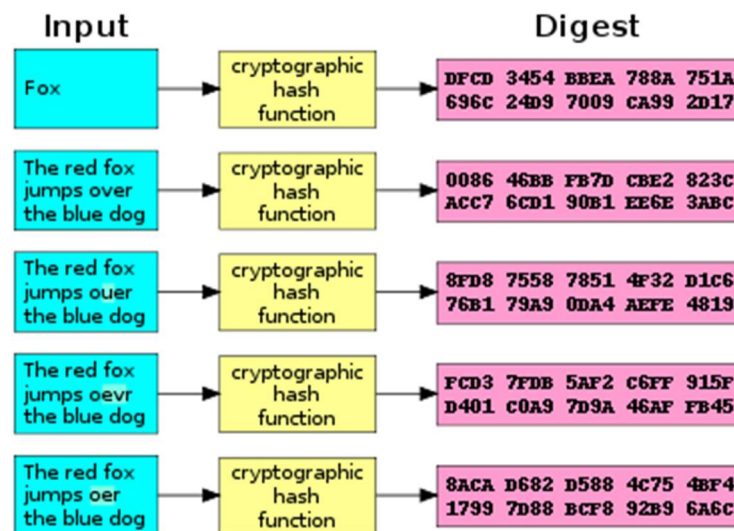 Input
Digest
Fox
cryptographic
hash
function
DFCD 3454 BBEA 788A 751A
696C 24D9 7009 CA99 2D17
The red fox
jumps over
the blue dog
cryptographic
hash
function
0086 46BB FB7D CBE2 823C
ACC7 6CD1 90B1 EE6E 3ABC
The red fox
jumps ouer
the blue dog
cryptographic
hash
function
8FD8 7558 7851 4F32 D1C6
76B1 79A9 0DA4 AEFE 4819
The red fox
jumps oevr
the blue dog
cryptographic
hash
function
FCD3 7FDB 5AF2 C6FF 915F
D401 C0A9 7D9A 46AF FB45
The red fox
jumps oer
the blue dog
cryptographic
hash
function
8ACA D682 D588 4C75 4BF4
1799 7D88 BCF8 92B9 6A6C